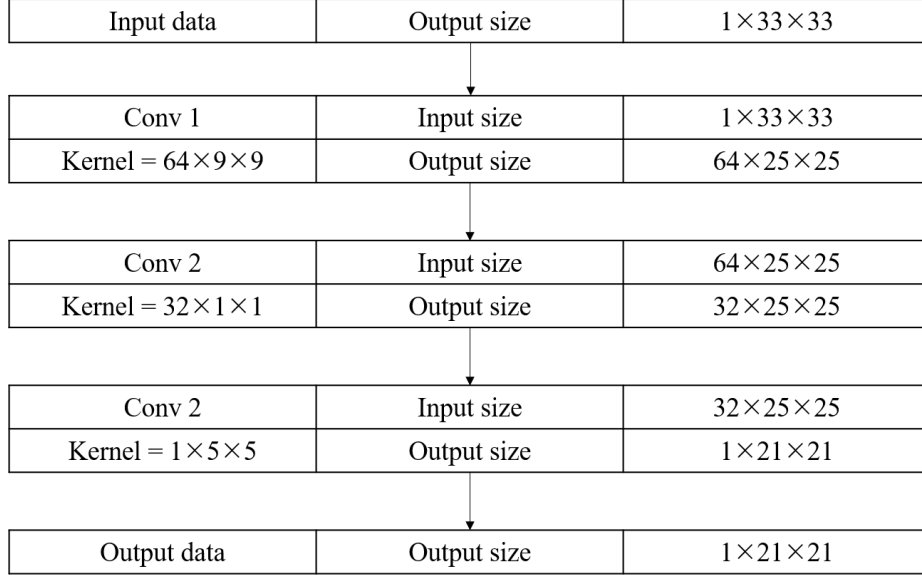 Input data Output size 1×33×33
Conv 1 Input size 1×33×33
Kernel = 64×9×9 Output size 64×25×25
Conv 2 Input size 64×25×25
Kernel = 32×1×1 Output size 32×25×25
Conv 2 Input size 32×25×25
Kernel = 1×5×5 Output size 1×21×21
Output data Output size 1×21×21